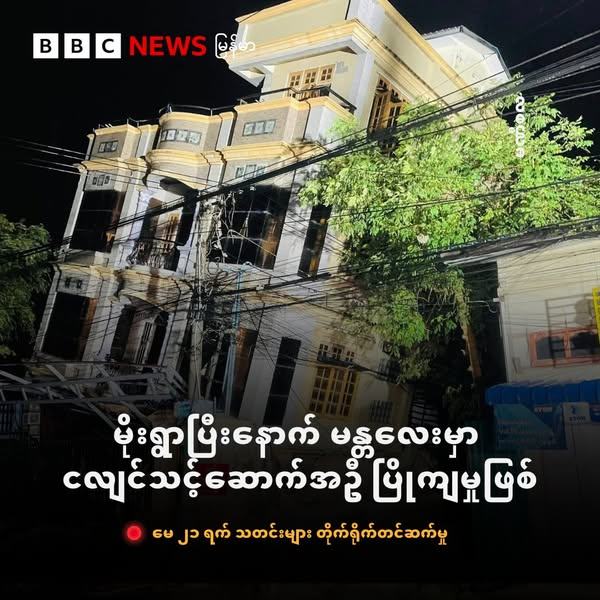 BBC NEWS မြန်မာ
မိုးရွာပြီးနောက် မန္တလေးမှာ
ငလျင်သင့်ဆောက်အဦ ပြိုကျမှုဖြစ်
မေ ၂၁ ရက် သတင်းများ တိုက်ရိုက်တင်ဆက်မှု